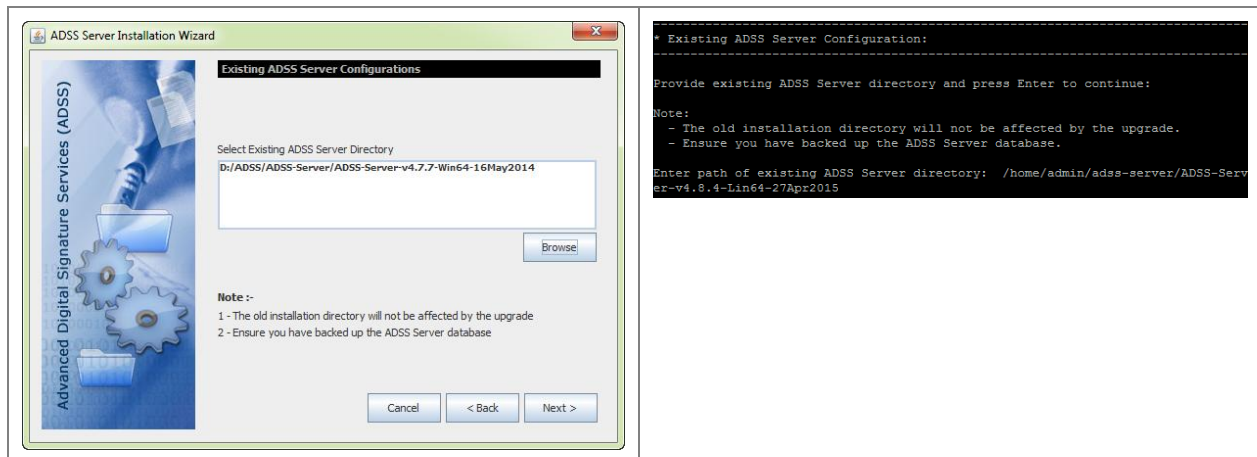 ADSS Server Installation Wizard
Advanced Digital Signature Services (ADSS)
Existing ADSS Server Configurations
Select Existing ADSS Server Directory
D:/ADSS/ADSS-Server/ADSS-Server-v4.7.7-Win64-16May2014
Browse
Note :-
1 - The old installation directory will not be affected by the upgrade
2 - Ensure you have backed up the ADSS Server database
Cancel
< Back
Next >
* Existing ADSS Server Configuration:
Provide existing ADSS Server directory and press Enter to continue:
Note:
- The old installation directory will not be affected by the upgrade.
- Ensure you have backed up the ADSS Server database.
Enter path of existing ADSS Server directory: /home/admin/adss-server/ADSS-Serv
er-v4.8.4-Lin64-27Apr2015